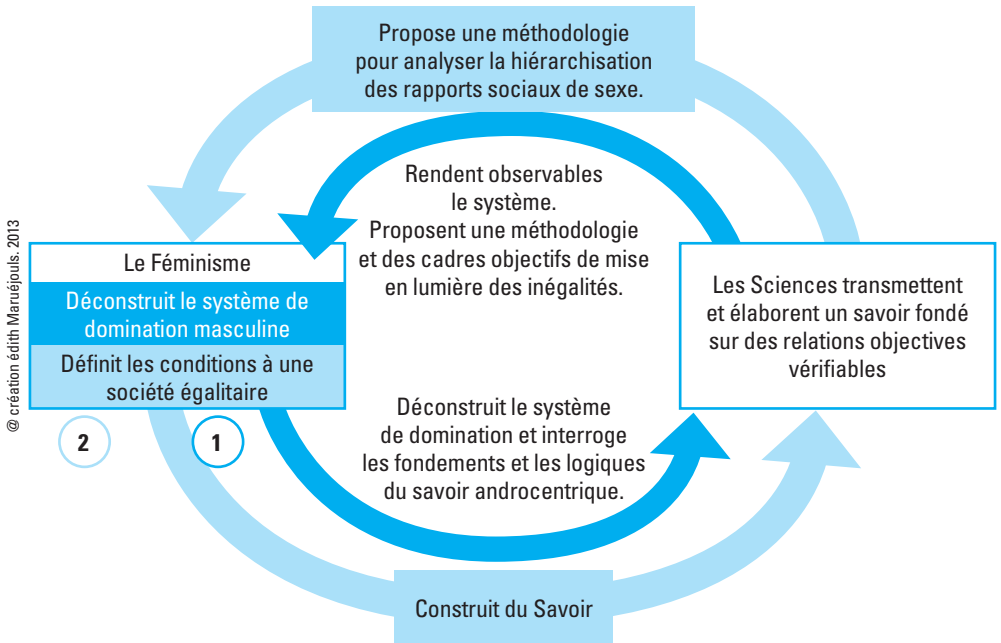 Propose une méthodologie
pour analyser la hiérarchisation
des rapports sociaux de sexe.
Rendent observables
le système.
Proposent une méthodologie
et des cadres objectifs de mise
en lumière des inégalités.
@ création édith Maruéjouls. 2013
Le Féminisme
Déconstruit le système de
domination masculine
Définit les conditions à une
société égalitaire
Les Sciences transmettent
et élaborent un savoir fondé
sur des relations objectives
vérifiables
2
1
Déconstruit le système
de domination et interroge
les fondements et les logiques
du savoir androcentrique.
Construit du Savoir